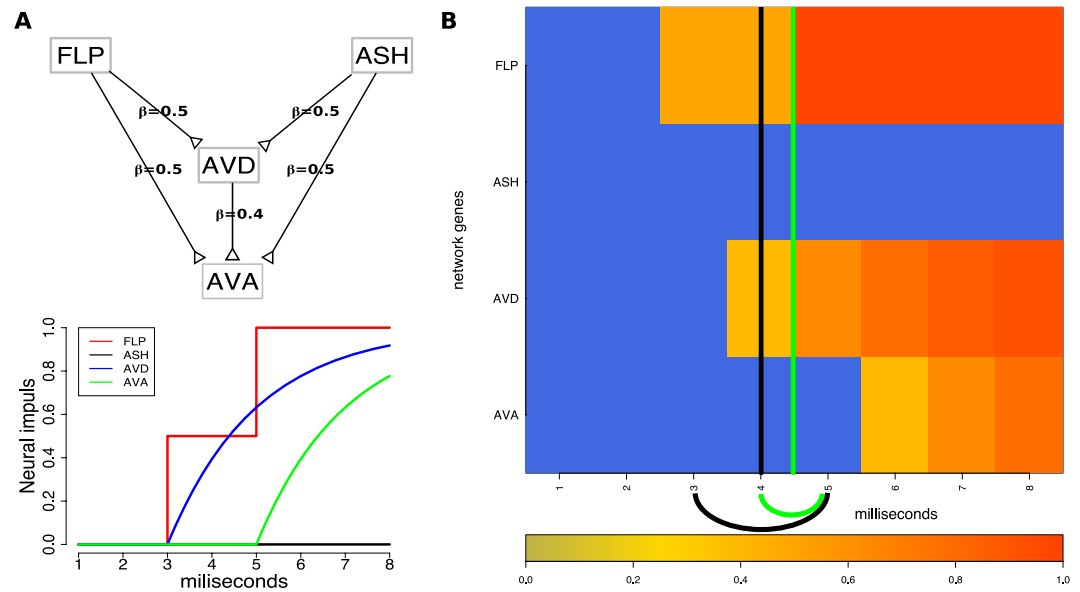 A
FLP
ASH
β=0.5
β=0.5
AVD
β=0.5
β=0.5
β=0.4
AVA
FLP
ASH
AVD
AVA
Neural impuls
0.0
0.2
0.4
0.6
0.8
1.0
1 2 3 4 5 6 7 8
miliseconds
B
network genes
FLP
ASH
AVD
AVA
1 2 3 4 5 6 7 8
milliseconds
0.0 0.2 0.4 0.6 0.8 1.0